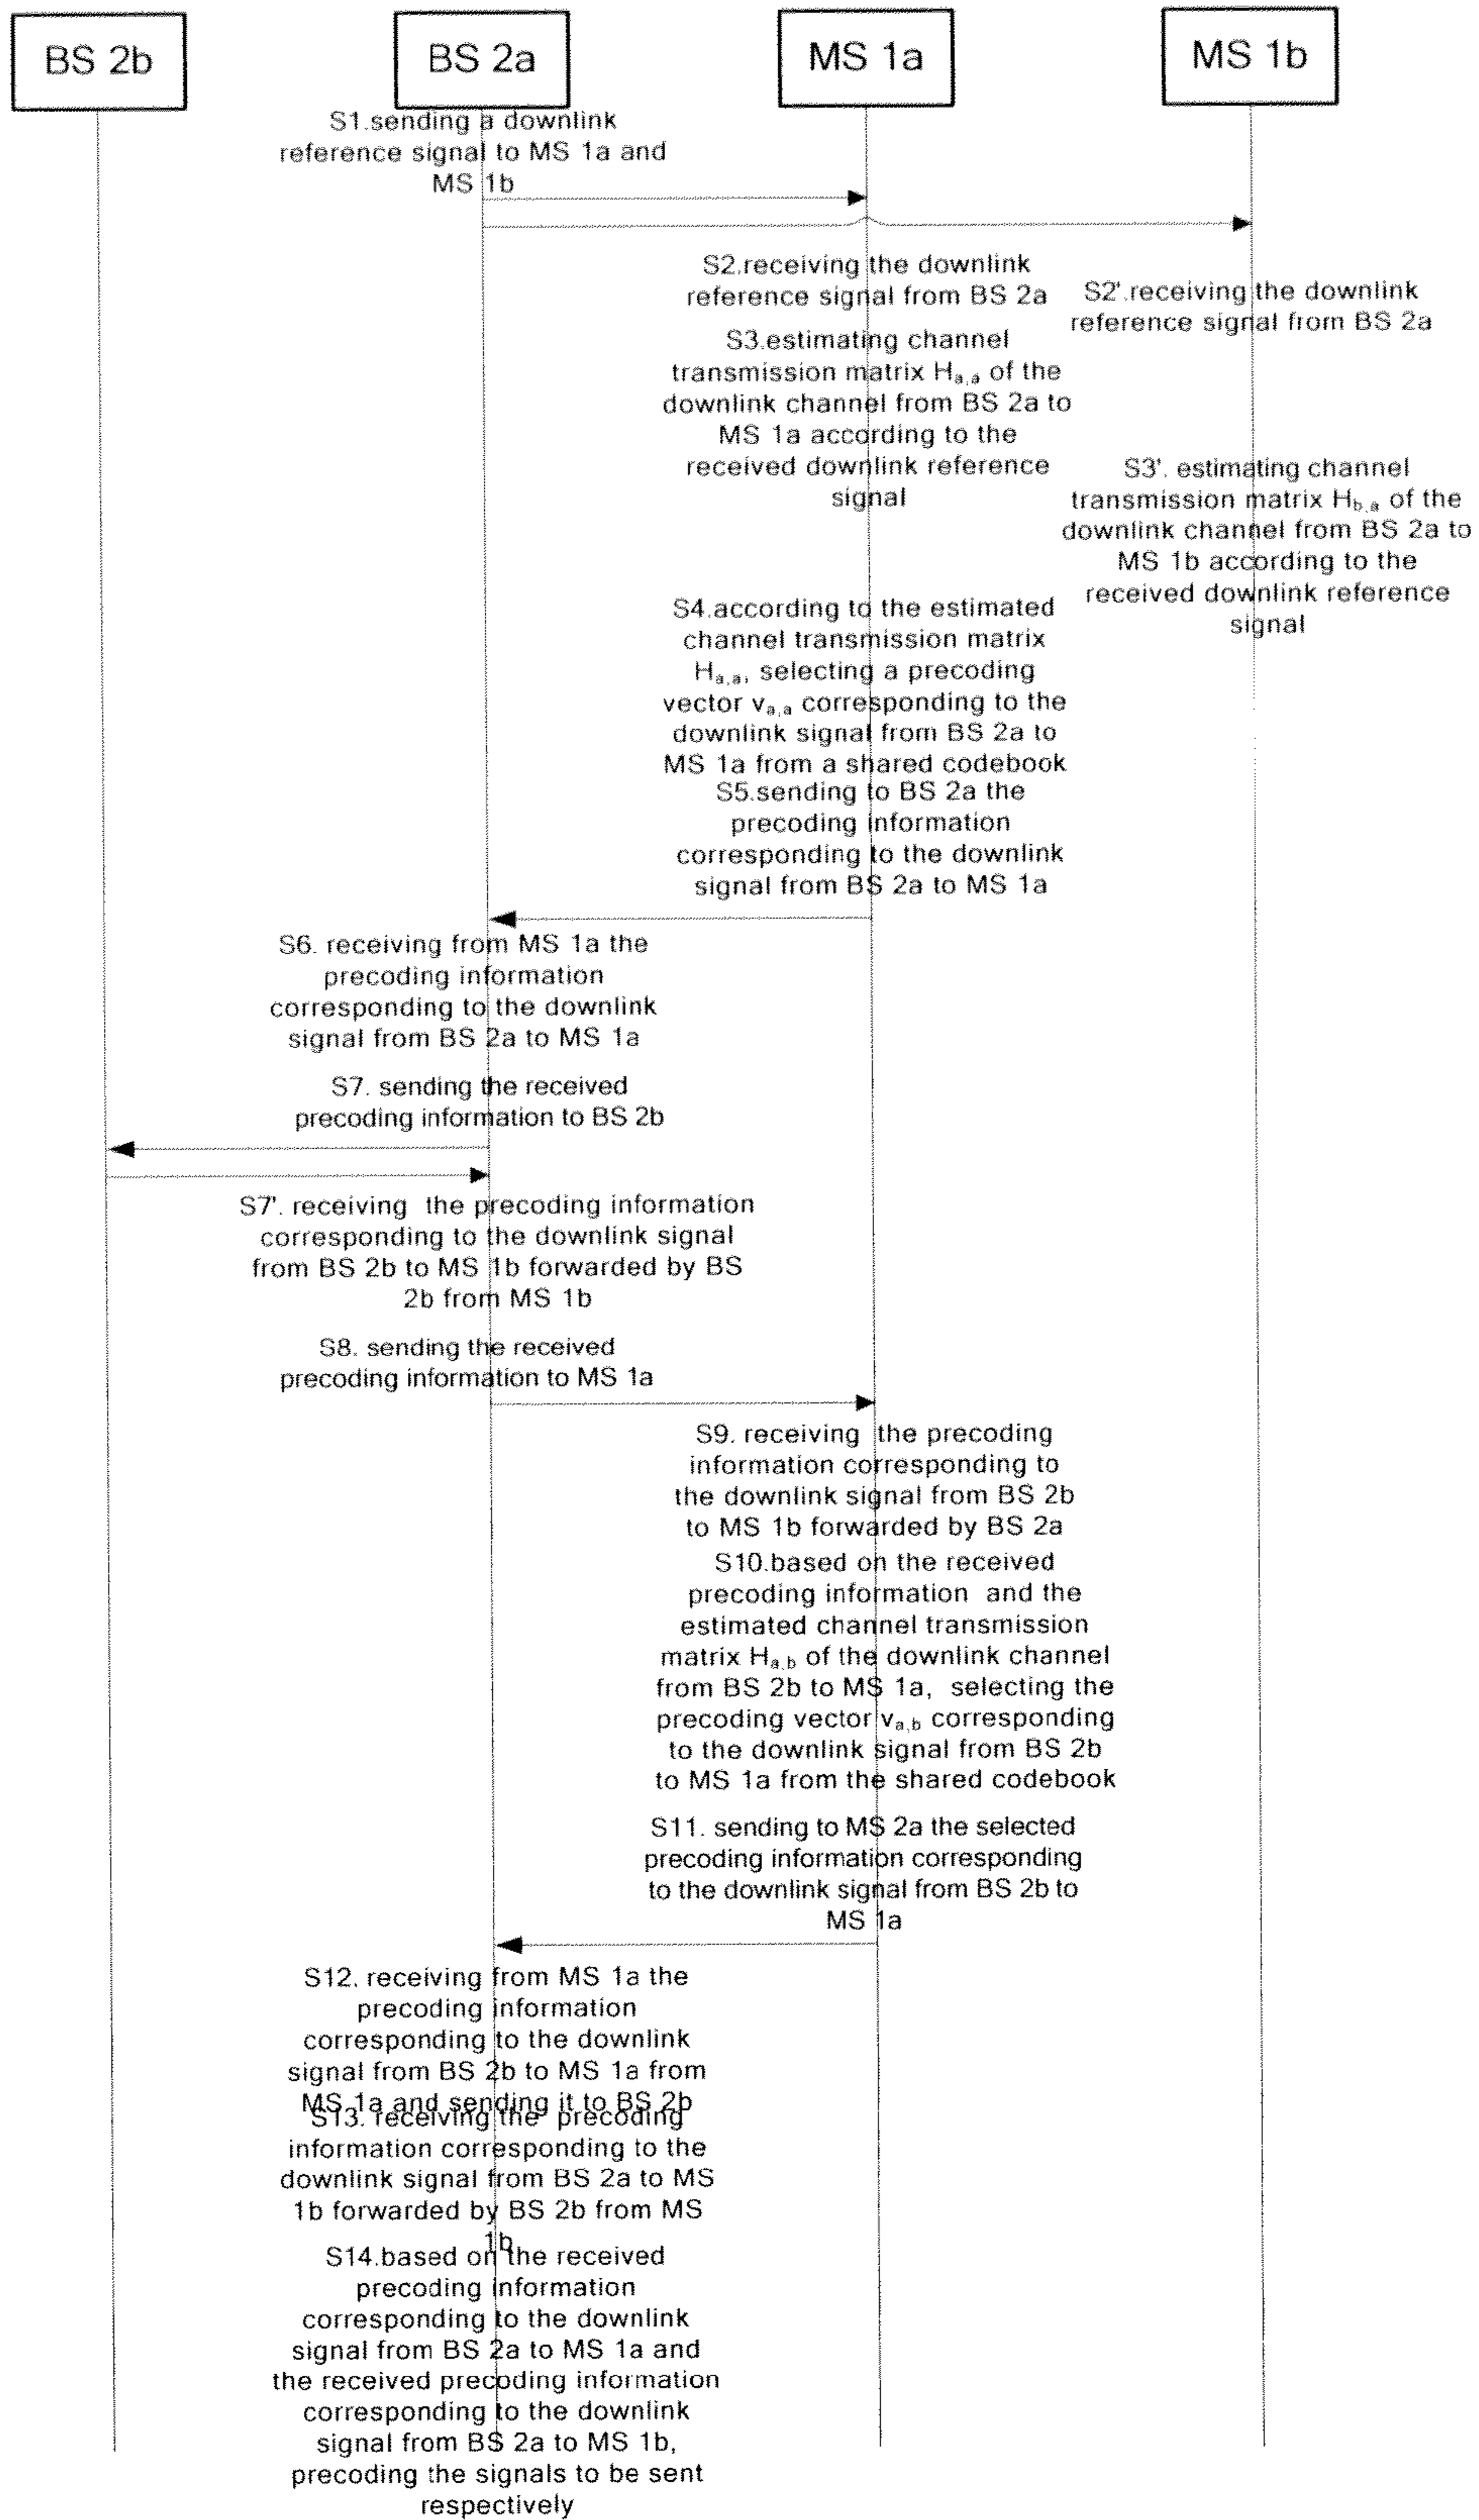 BS 2b
BS 2a
MS 1a
MS 1b
S1.sending a downlink
reference signal to MS 1a and
MS 1b
S2.receiving the downlink
reference signal from BS 2a
S2'.receiving the downlink
reference signal from BS 2a
S3.estimating channel
transmission matrix Ha,a of the
downlink channel from BS 2a to
MS 1a according to the
received downlink reference
signal
S3'. estimating channel
transmission matrix Hb,a of the
downlink channel from BS 2a to
MS 1b according to the
received downlink reference
signal
S4.according to the estimated
channel transmission matrix
Ha,a, selecting a precoding
vector va,a corresponding to the
downlink signal from BS 2a to
MS 1a from a shared codebook
S5.sending to BS 2a the
precoding information
corresponding to the downlink
signal from BS 2a to MS 1a
S6. receiving from MS 1a the
precoding information
corresponding to the downlink
signal from BS 2a to MS 1a
S7. sending the received
precoding information to BS 2b
S7'. receiving the precoding information
corresponding to the downlink signal
from BS 2b to MS 1b forwarded by BS
2b from MS 1b
S8. sending the received
precoding information to MS 1a
S9. receiving the precoding
information corresponding to
the downlink signal from BS 2b
to MS 1b forwarded by BS 2a
S10.based on the received
precoding information and the
estimated channel transmission
matrix Ha,b of the downlink channel
from BS 2b to MS 1a, selecting the
precoding vector va,b corresponding
to the downlink signal from BS 2b
to MS 1a from the shared codebook
S11. sending to MS 2a the selected
precoding information corresponding
to the downlink signal from BS 2b to
MS 1a
S12. receiving from MS 1a the
precoding information
corresponding to the downlink
signal from BS 2b to MS 1a from
MS 1a and sending it to BS 2b
S13. receiving the precoding
information corresponding to the
downlink signal from BS 2a to MS
1b forwarded by BS 2b from MS
1b
S14.based on the received
precoding information
corresponding to the downlink
signal from BS 2a to MS 1a and
the received precoding information
corresponding to the downlink
signal from BS 2a to MS 1b,
precoding the signals to be sent
respectively